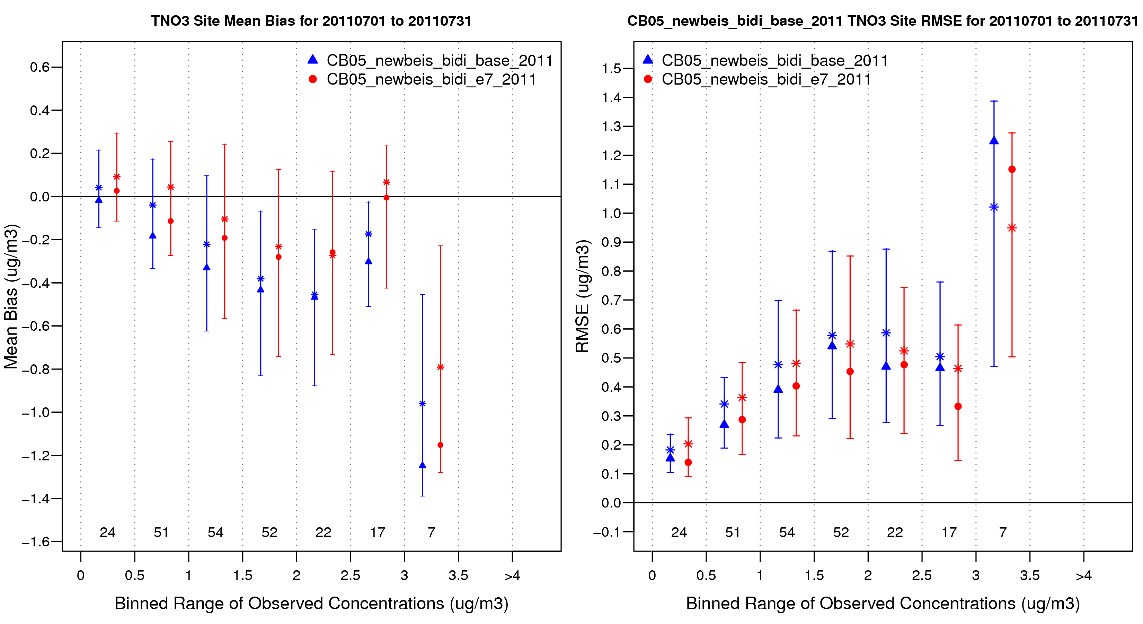 TNO3 Site Mean Bias for 20110701 to 20110731
CB05_newbeis_bidi_base_2011
CB05_newbeis_bidi_e7_2011
Mean Bias (ug/m3)
0.6
0.4
0.2
0.0
−0.2
−0.4
−0.6
−0.8
−1.0
−1.2
−1.4
−1.6
24 51 54 52 22 17 7
0 0.5 1 1.5 2 2.5 3 3.5 >4
Binned Range of Observed Concentrations (ug/m3)
CB05_newbeis_bidi_base_2011 TNO3 Site RMSE for 20110701 to 20110731
CB05_newbeis_bidi_base_2011
CB05_newbeis_bidi_e7_2011
RMSE (ug/m3)
1.5
1.4
1.3
1.2
1.1
1.0
0.9
0.8
0.7
0.6
0.5
0.4
0.3
0.2
0.1
0.0
−0.1
24 51 54 52 22 17 7
0 0.5 1 1.5 2 2.5 3 3.5 >4
Binned Range of Observed Concentrations (ug/m3)